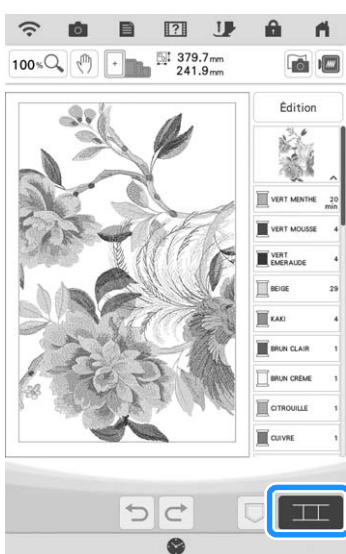 100%
379.7mm
241.9mm
Édition
VERT MENTHE 20
min
VERT MOUSSE 4
VERT
EMERAUDE 4
BEIGE 29
KAKI 4
BRUN CLAIR 1
BRUN CRÈME 1
CITROUILLE 1
CUIVRE 1